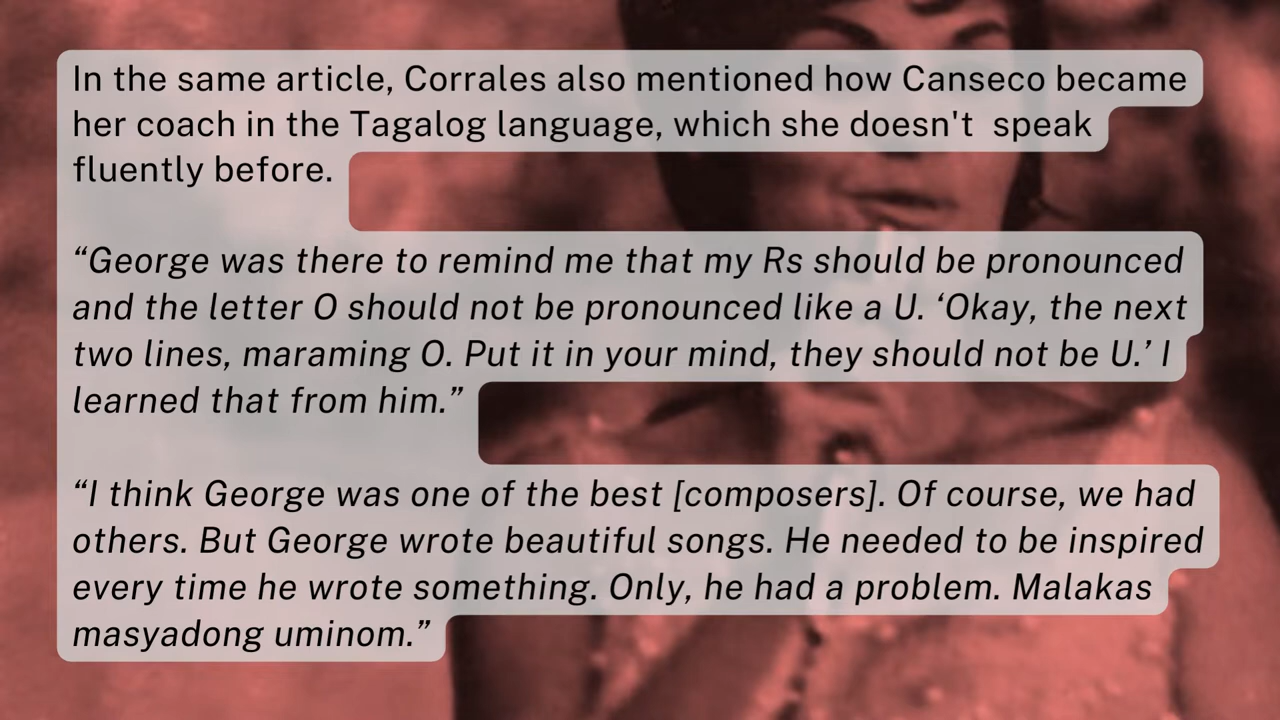 In the same article, Corrales also mentioned how Canseco became
her coach in the Tagalog language, which she doesn't  speak
fluently before.
“George was there to remind me that my Rs should be pronounced
and the letter O should not be pronounced like a U. ‘Okay, the next
two lines, maraming O. Put it in your mind, they should not be U.’ I
learned that from him.”
“I think George was one of the best [composers]. Of course, we had
others. But George wrote beautiful songs. He needed to be inspired
every time he wrote something. Only, he had a problem. Malakas
masyadong uminom.”